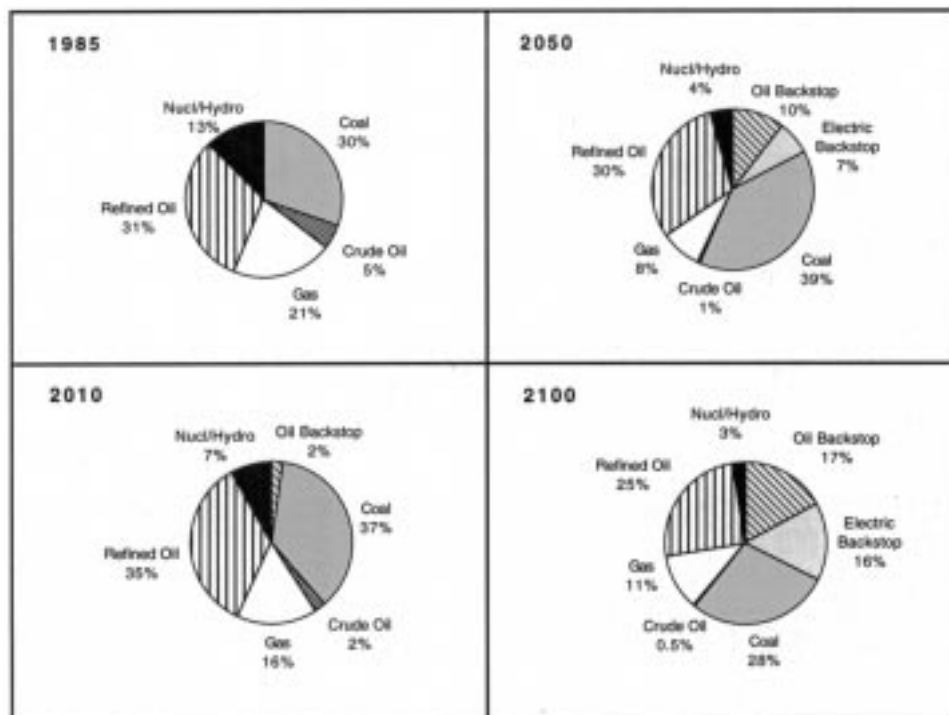 1985
Nucl/Hydro
13%
Coal
30%
Refined Oil
31%
Crude Oil
5%
Gas
21%
2050
Nucl/Hydro
4%
Oil Backstop
10%
Electric
Backstop
7%
Refined Oil
30%
Gas
8%
Crude Oil
1%
Coal
39%
2010
Nucl/Hydro
7%
Oil Backstop
2%
Coal
37%
Refined Oil
35%
Crude Oil
2%
Gas
16%
2100
Nucl/Hydro
3%
Oil Backstop
17%
Refined Oil
25%
Electric
Backstop
16%
Gas
11%
Crude Oil
0.5%
Coal
28%